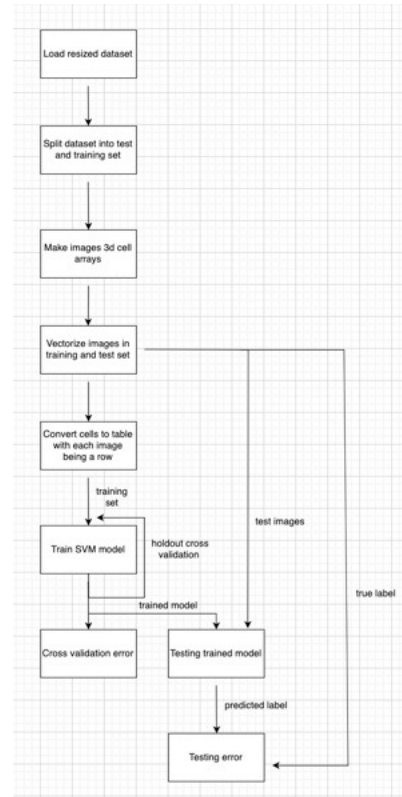 Load resized dataset
Split dataset into test
and training set
Make images 3d cell
arrays
Vectorize images in
training and test set
Convert cells to table
with each image
being a row
training
set
test images
holdout cross
validation
Train SVM model
true label
trained model
Cross validation error
Testing trained model
predicted label
Testing error